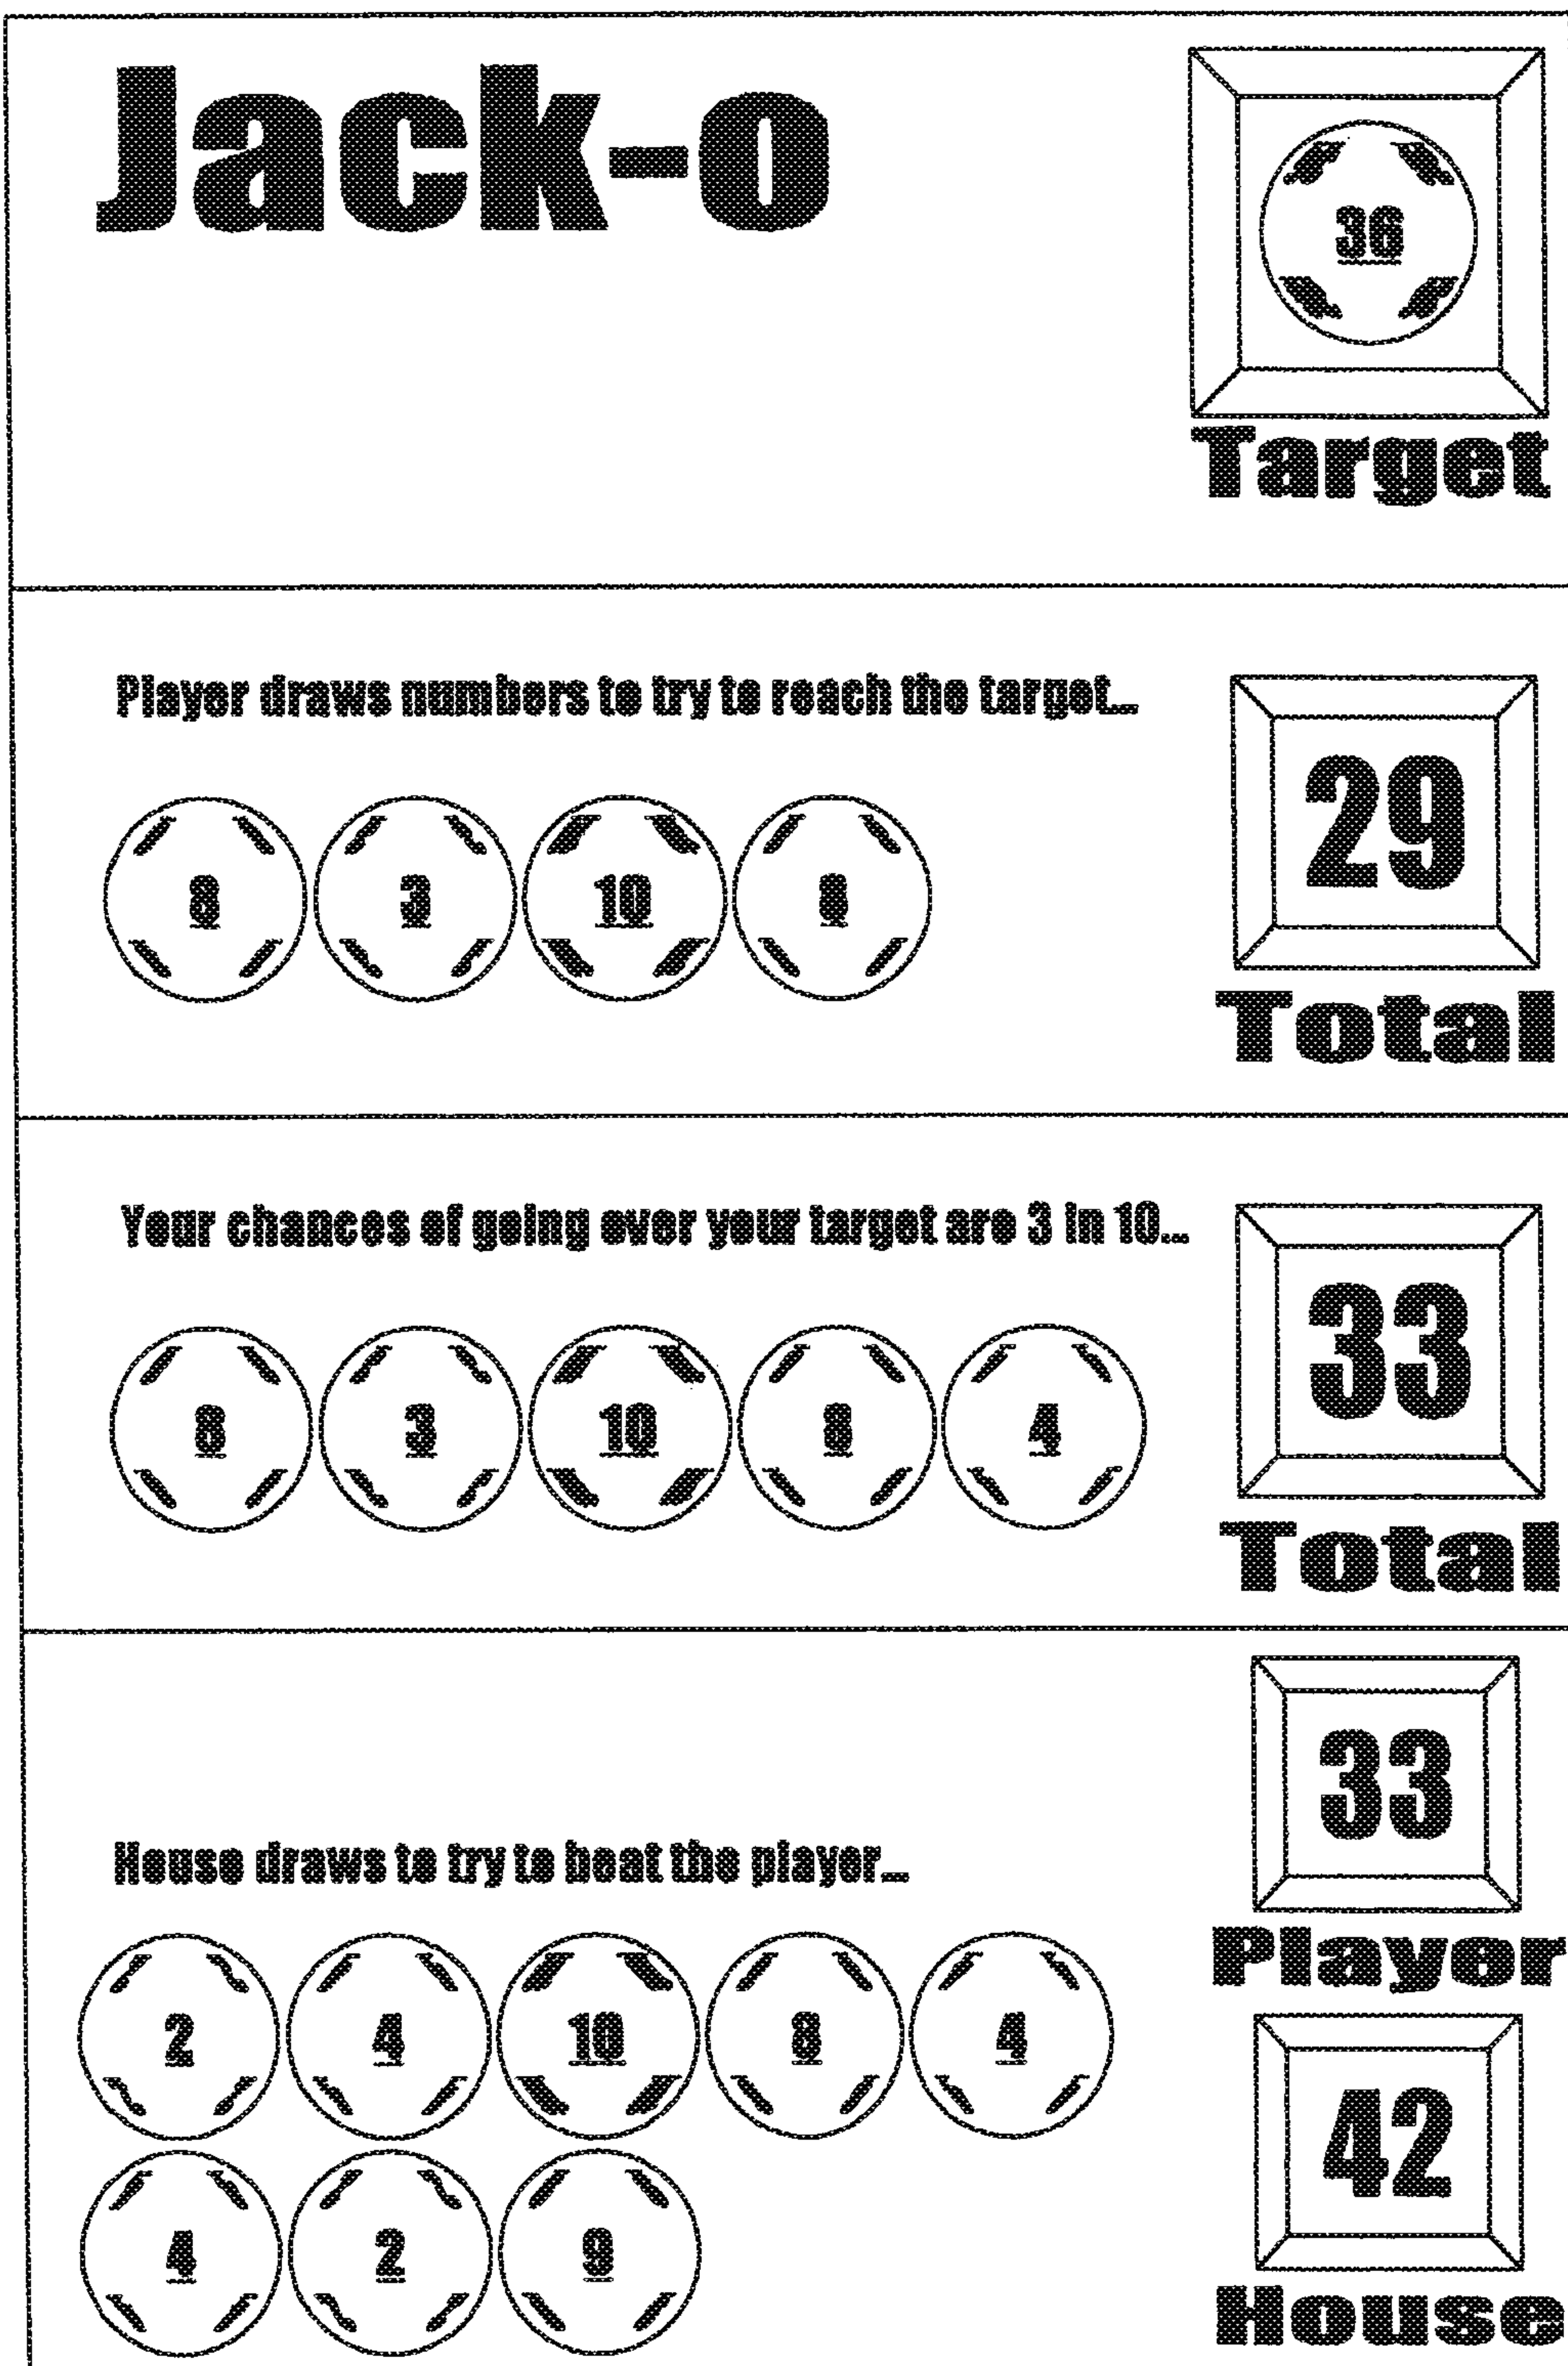 Jack-o
36
Target
Player draws numbers to try to reach the target...
29
8 3 10 8
Total
Your chances of going over your target are 3 in 10...
33
8 3 10 8 4
Total
33
House draws to try to beat the player...
Player
2 4 10 8 4
42
4 2 9
House